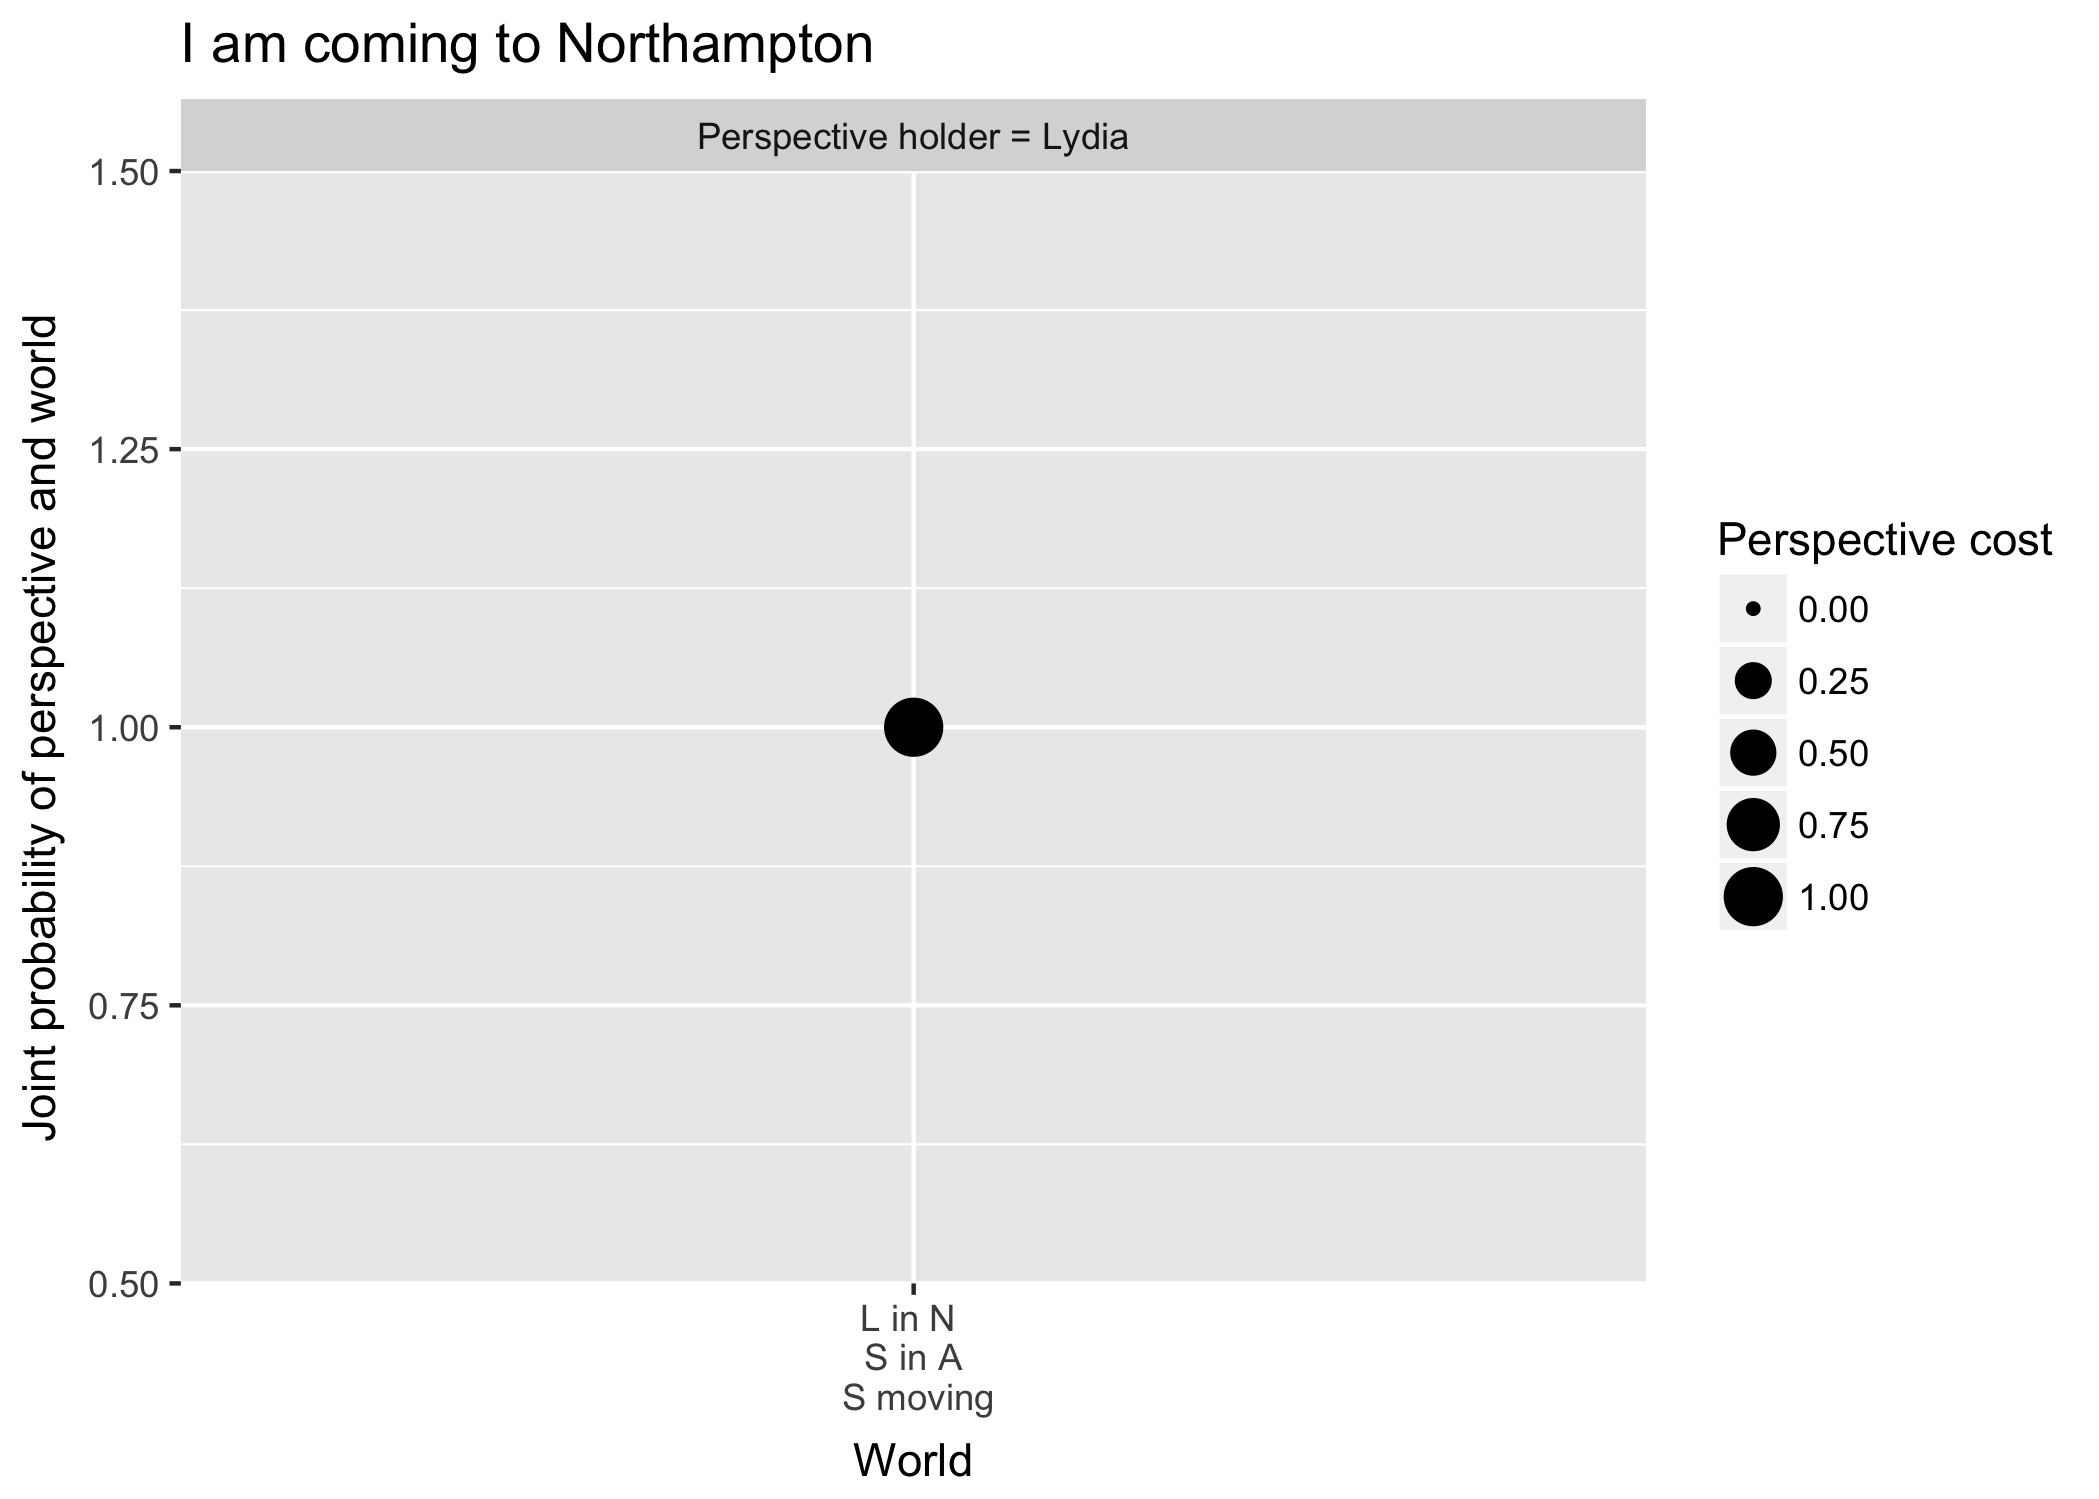 I am coming to Northampton
Perspective holder = Lydia
Joint probability of perspective and world
1.50
1.25
1.00
0.75
0.50
L in N
S in A
S moving
World
Perspective cost
0.00
0.25
0.50
0.75
1.00